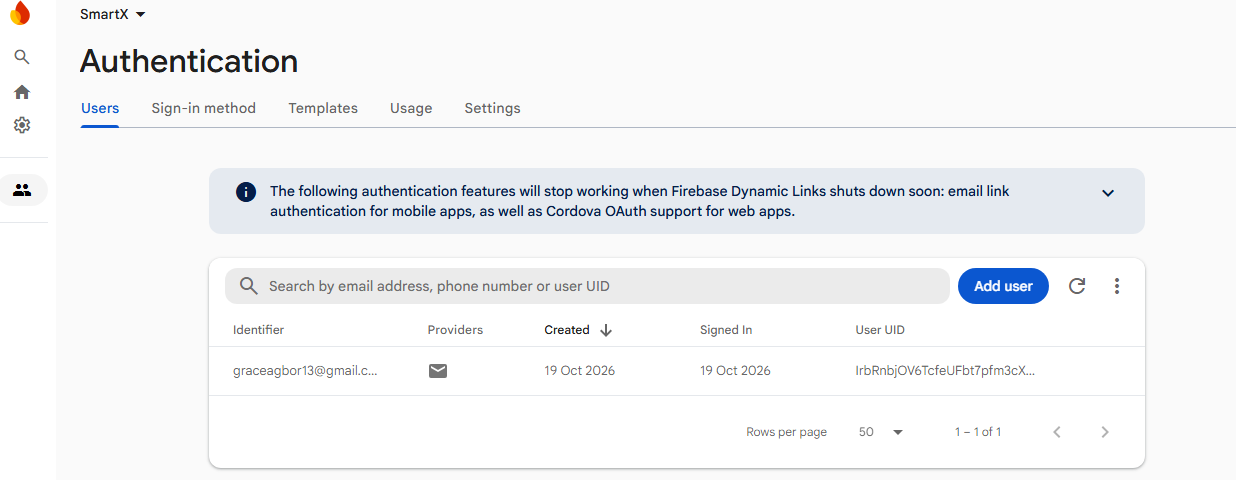 SmartX
Authentication
Users Sign-in method Templates Usage Settings
The following authentication features will stop working when Firebase Dynamic Links shuts down soon: email link
authentication for mobile apps, as well as Cordova OAuth support for web apps.
Search by email address, phone number or user UID Add user
Identifier Providers Created Signed In User UID
graceagbor13@gmail.c... 19 Oct 2026 19 Oct 2026 IrbRnbjOV6TcfeUFbt7pfm3cX...
Rows per page 50 1 – 1 of 1